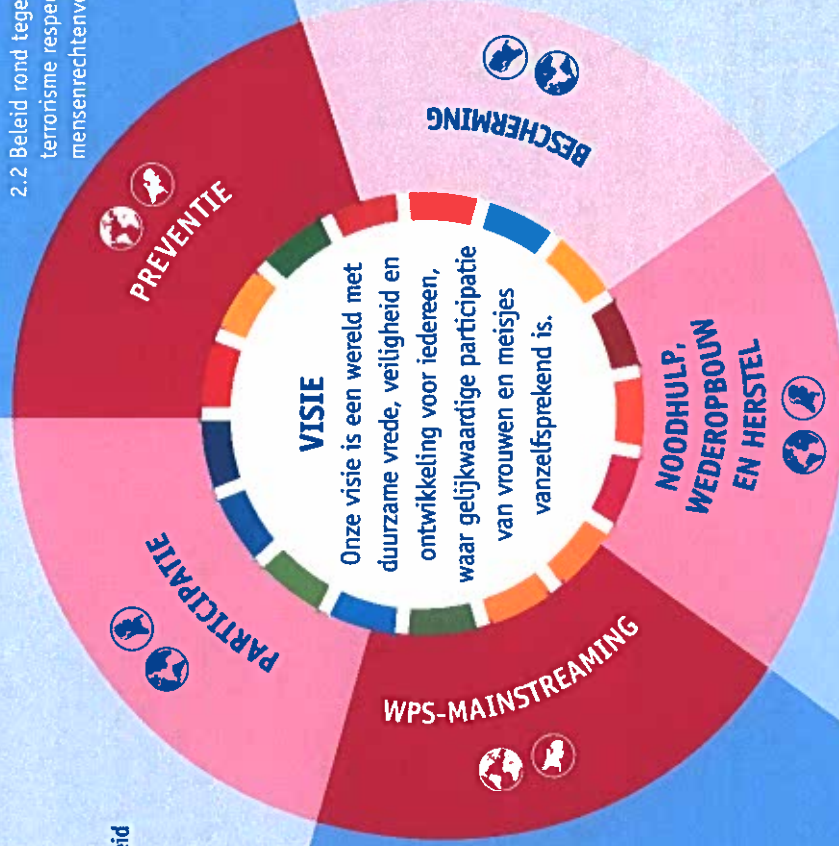 2.2 Beleid rond tege
terrorisme respec
mensenrechtenve
PREVENTIE
BESCHERMING
NOODHULP,
WEDEROPBOUW
EN HERSTEL
WPS-MAINSTREAMING
PARTICIPATIE
VISIE
Onze visie is een wereld met
duurzame vrede, veiligheid en
ontwikkeling voor iedereen,
waar gelijkwaardige participatie
van vrouwen en meisjes
vanzelfsprekend is.
eid